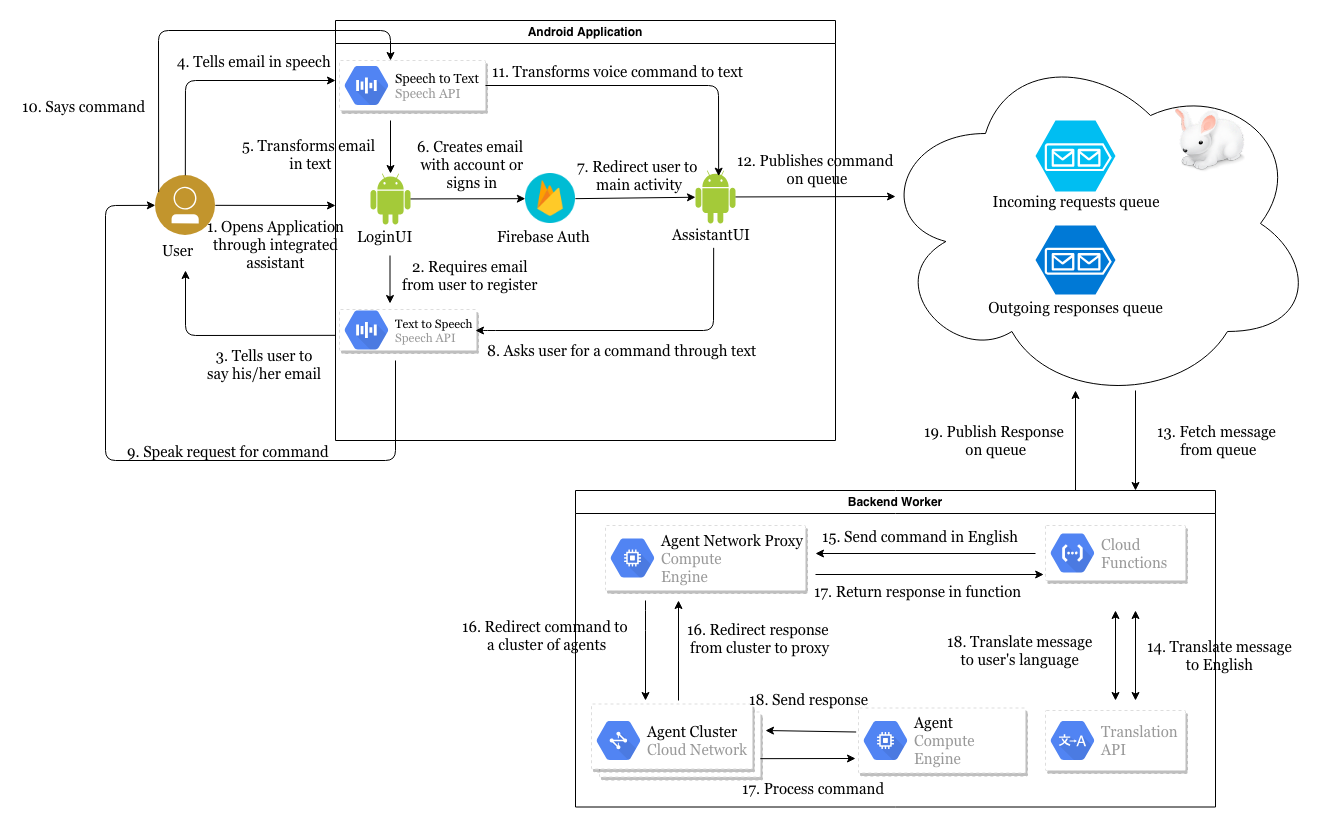 Android Application
4. Tells email in speech
Speech to Text
Speech API
11. Transforms voice command to text
10. Says command
5. Transforms email
in text
6. Creates email
with account or
signs in
7. Redirect user to
main activity
12. Publishes command
on queue
Incoming requests queue
User
1. Opens Application
through integrated
assistant
LoginUI
Firebase Auth
AssistantUI
2. Requires email
from user to register
Outgoing responses queue
Text to Speech
Speech API
8. Asks user for a command through text
3. Tells user to
say his/her email
9. Speak request for command
19. Publish Response
on queue
13. Fetch message
from queue
Backend Worker
Agent Network Proxy
Compute
Engine
15. Send command in English
Cloud
Functions
17. Return response in function
16. Redirect command to
a cluster of agents
16. Redirect response
from cluster to proxy
18. Translate message
to user's language
14. Translate message
to English
18. Send response
Agent Cluster
Cloud Network
Agent
Compute
Engine
文→A
Translation
API
17. Process command